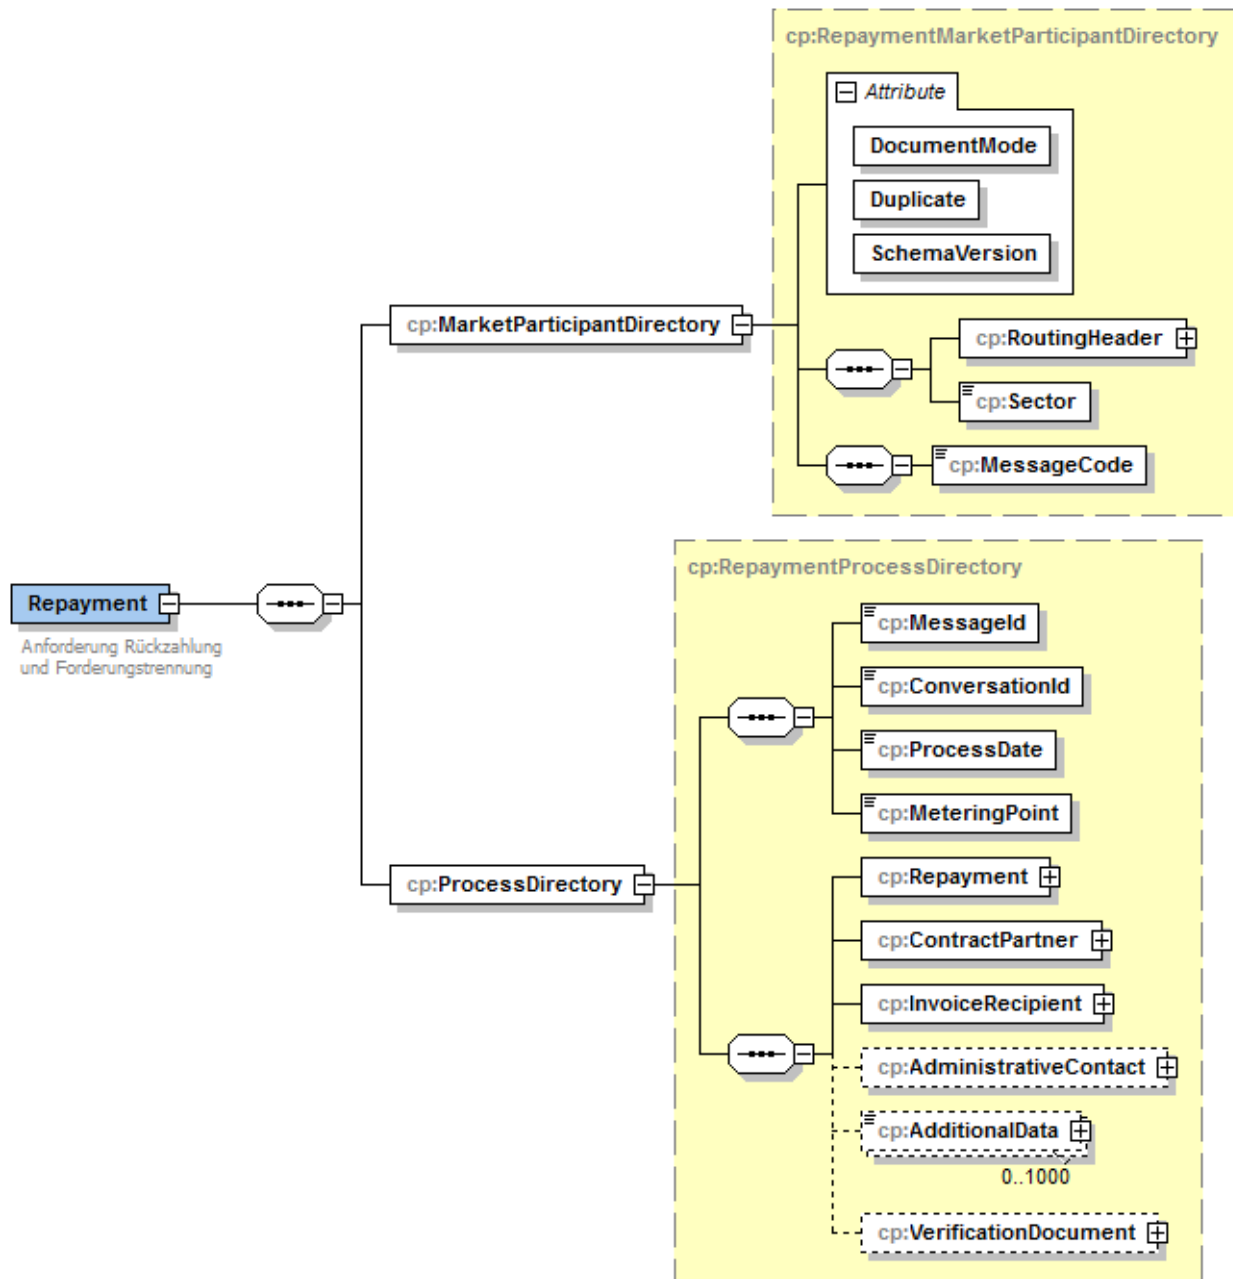 cp:RepaymentMarketParticipantDirectory
Attribute
DocumentMode
Duplicate
SchemaVersion
cp:MarketParticipantDirectory
cp:RoutingHeader
cp:Sector
cp:MessageCode
Repayment
Anforderung Rückzahlung
und Forderungstrennung
cp:RepaymentProcessDirectory
cp:MessageId
cp:ConversationId
cp:ProcessDate
cp:MeteringPoint
cp:ProcessDirectory
cp:Repayment
cp:ContractPartner
cp:InvoiceRecipient
cp:AdministrativeContact
cp:AdditionalData
0..1000
cp:VerificationDocument